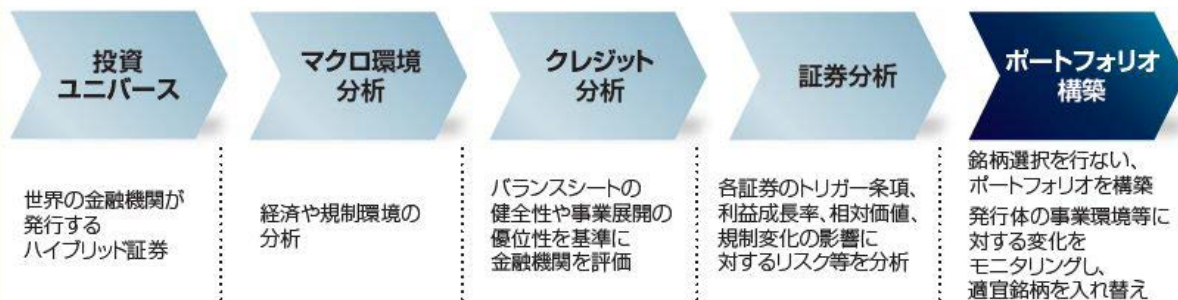 投資
ユニバース
世界の金融機関が
発行する
ハイブリッド証券
マクロ環境
分析
経済や規制環境の
分析
クレジット
分析
バランスシートの
健全性や事業展開の
優位性を基準に
金融機関を評価
証券分析
各証券のトリガー条項、
利益成長率、相対価値、
規制変化の影響に
対するリスク等を分析
ポートフォリオ
構築
銘柄選択を行ない、
ポートフォリオを構築
発行体の事業環境等に
対する変化を
モニタリングし、
適宜銘柄を入れ替え